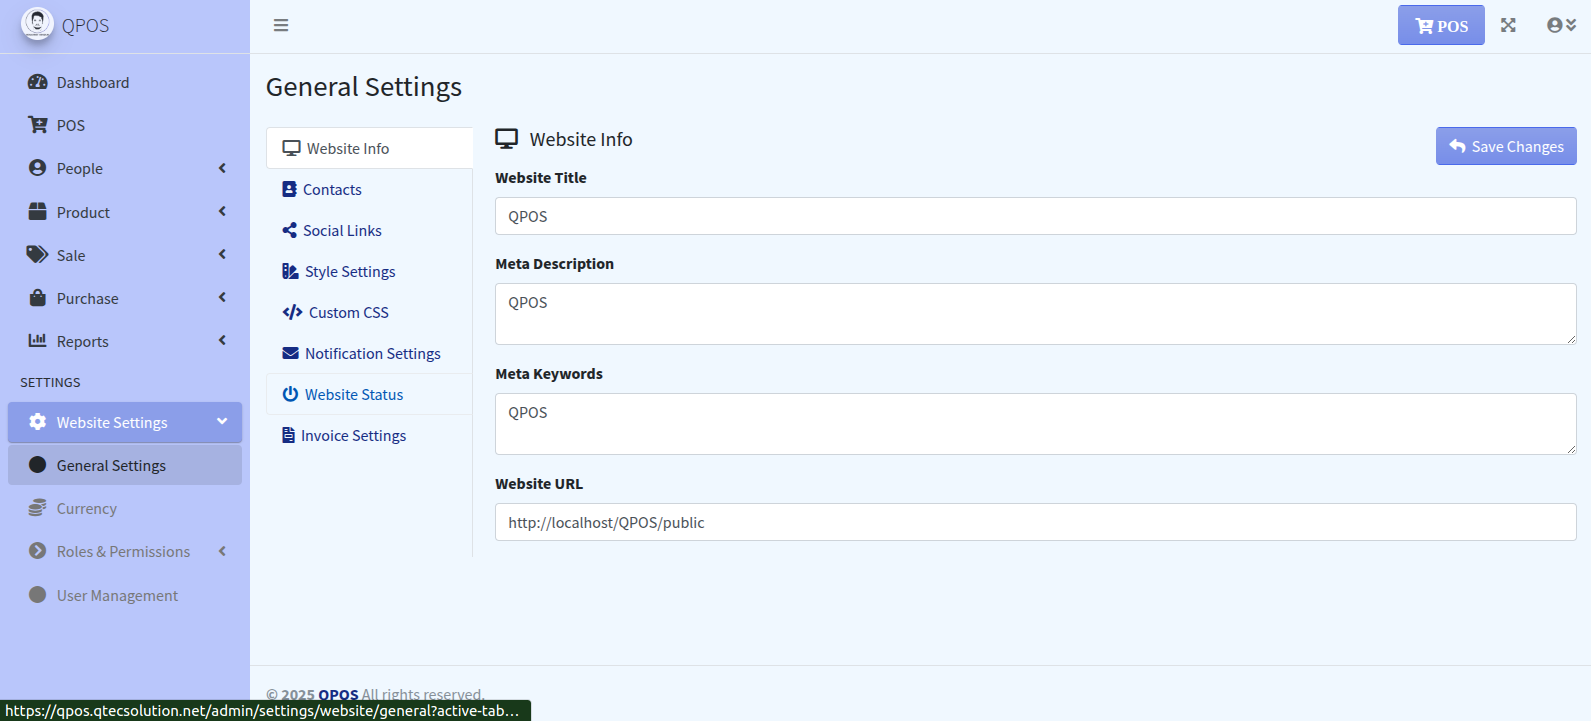 QPOS
POS
Dashboard
POS
People
Product
Sale
Purchase
Reports
SETTINGS
Website Settings
General Settings
Currency
Roles & Permissions
User Management
General Settings
Website Info
Contacts
Social Links
Style Settings
Custom CSS
Notification Settings
Website Status
Invoice Settings
Website Info
Save Changes
Website Title
QPOS
Meta Description
QPOS
Meta Keywords
QPOS
Website URL
http://localhost/QPOS/public
© 2025 QPOS All rights reserved.
https://qpos.qtecsolution.net/admin/settings/website/general?active-tab...